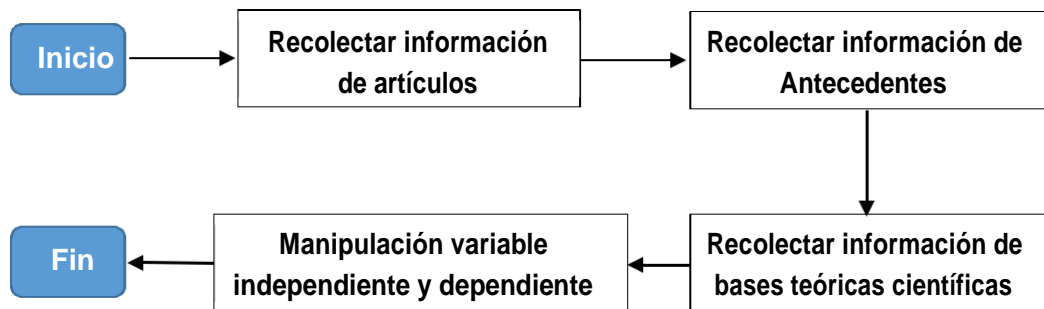 Inicio
Recolectar información
de artículos
Recolectar información de
Antecedentes
Recolectar información de
bases teóricas científicas
Manipulación variable
independiente y dependiente
Fin